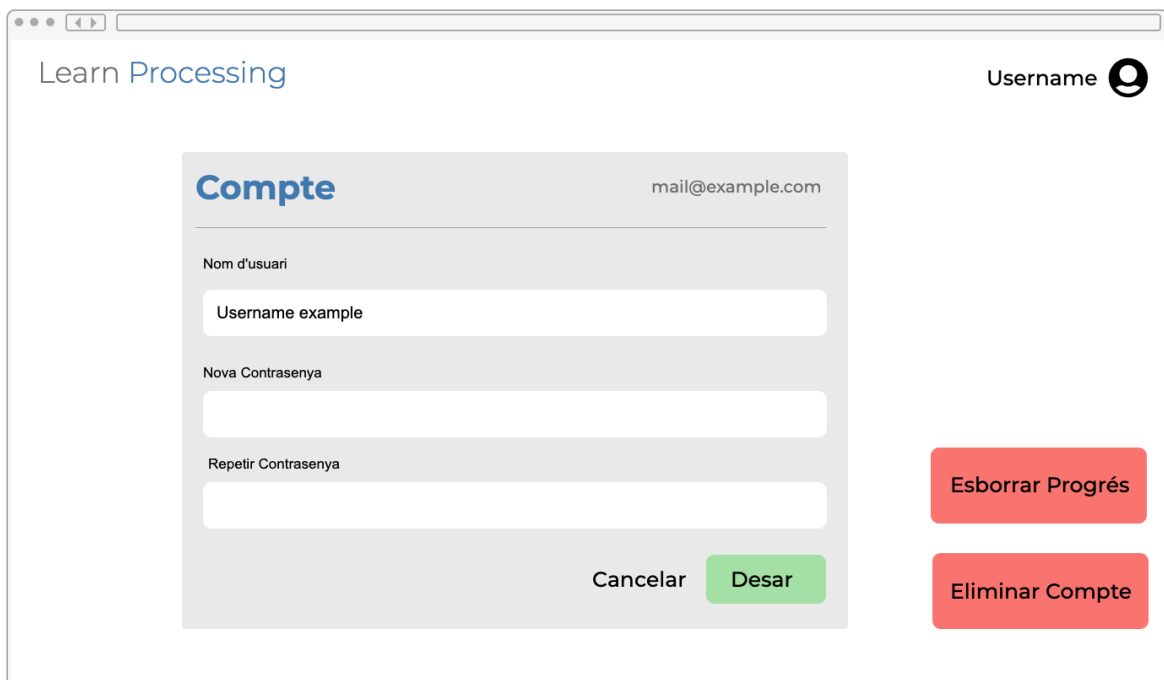 Learn Processing
Username
Compte
mail@example.com
Nom d'usuari
Username example
Nova Contrasenya
Repetir Contrasenya
Cancelar
Desar
Esborrar Progrés
Eliminar Compte